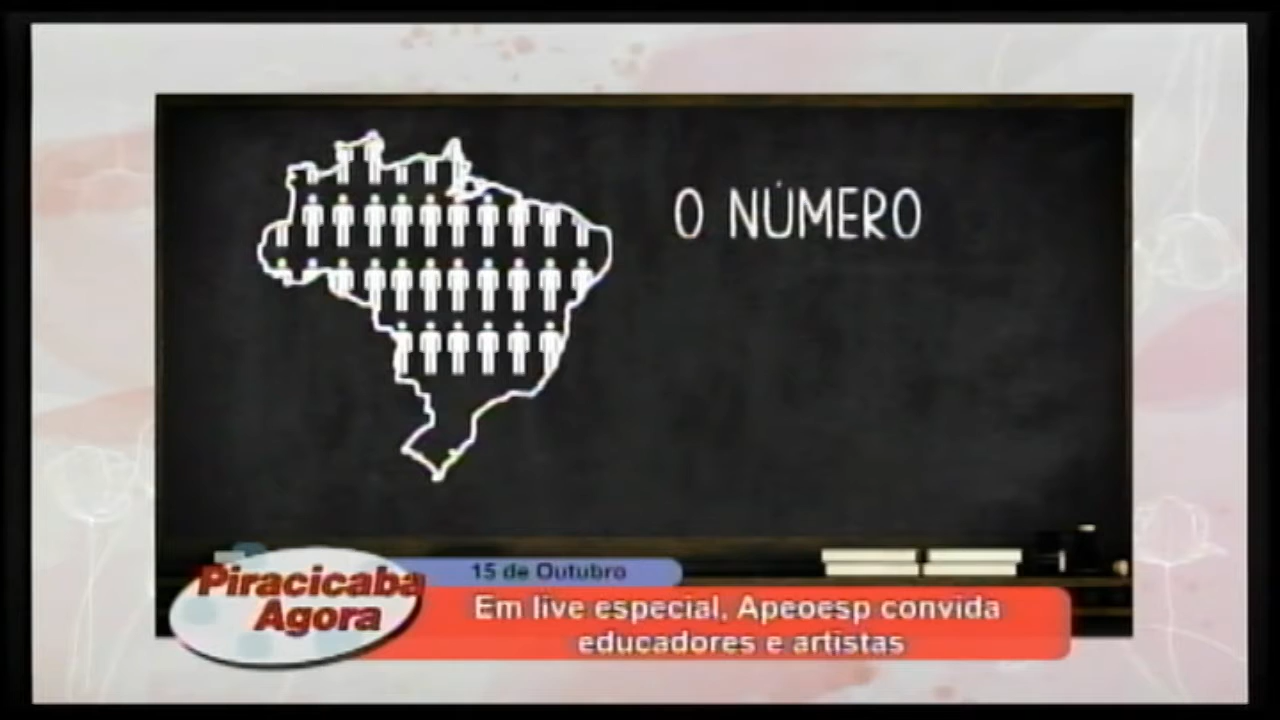 O NÚMERO
15 de Outubro
Piracicaba
Agora
Em live especial, Apeoesp convida
educadores e artistas